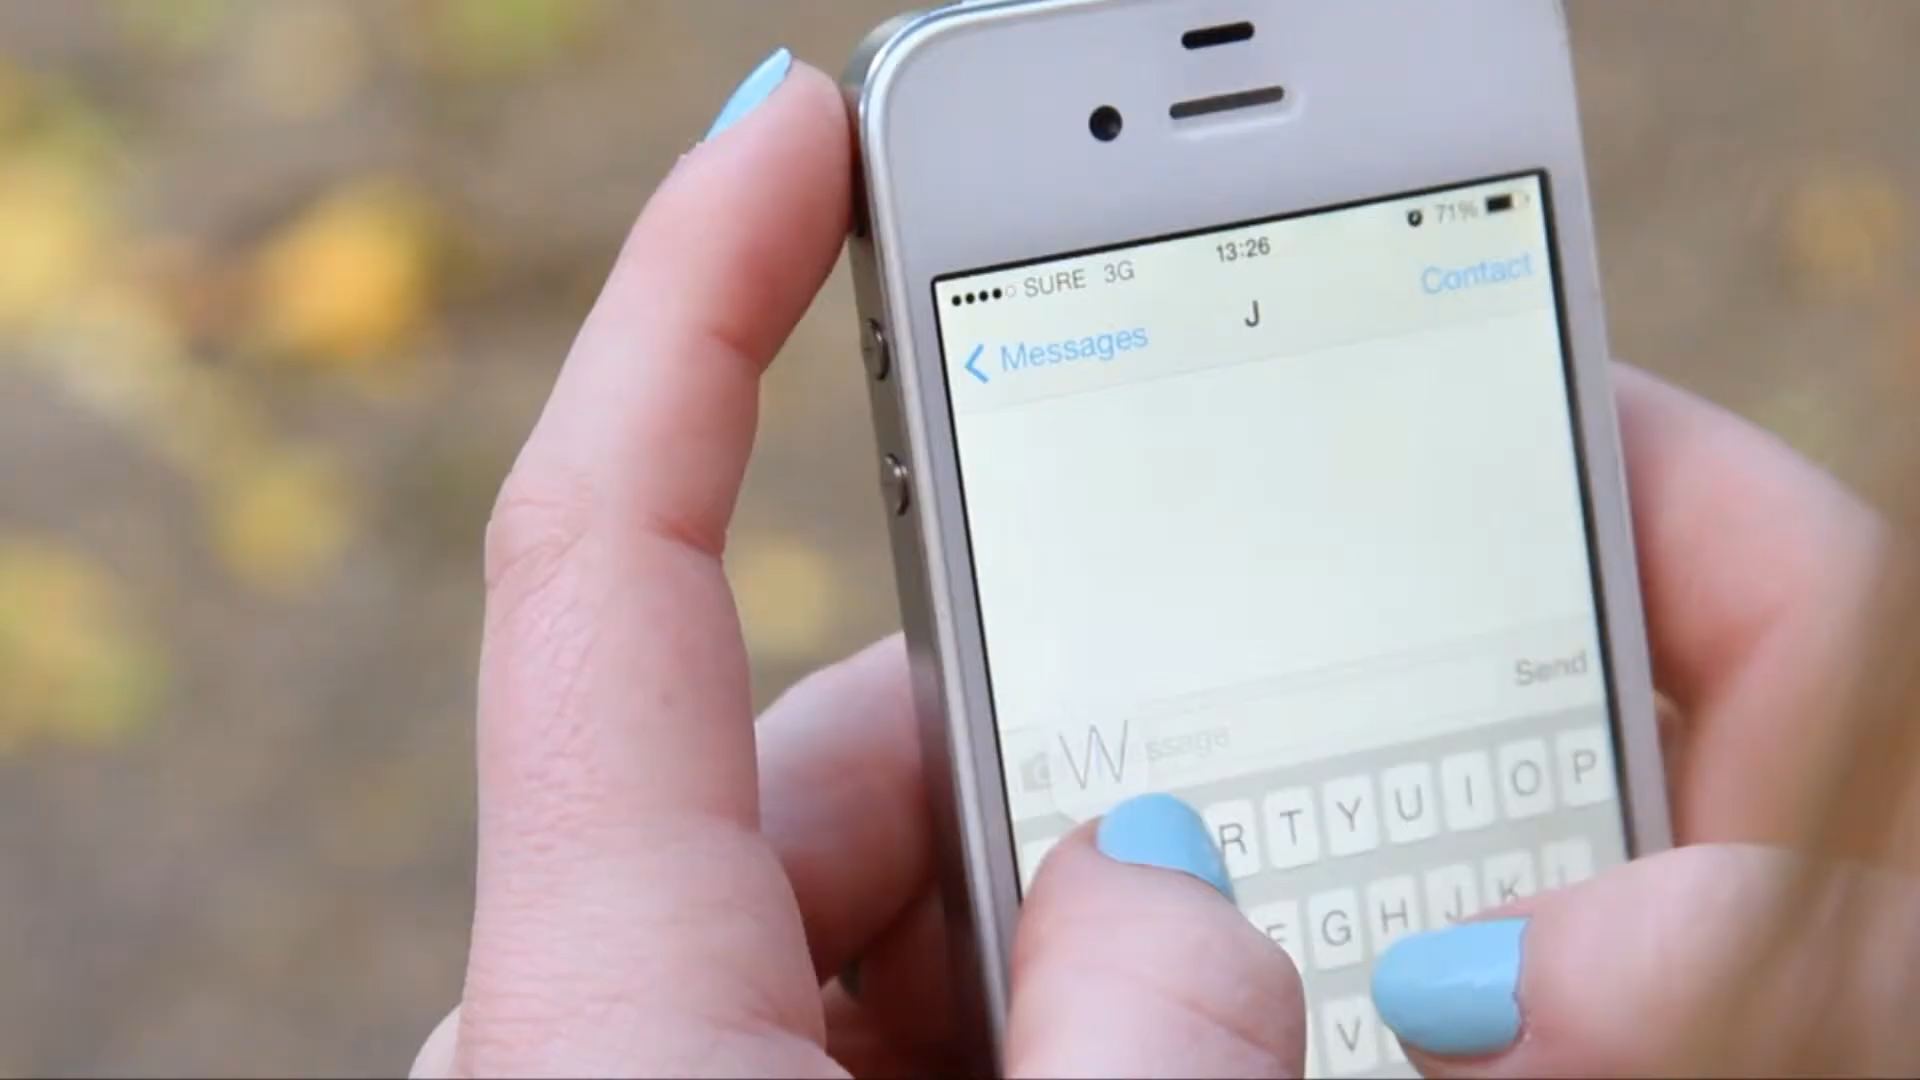 SURE 3G 13:26 71%
Messages J Contact
Send
W ssage
R T Y U I O P
F G H J K L
V